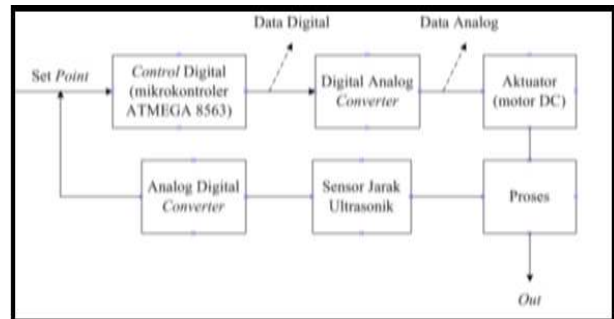 Data Digital
Data Analog
Set Point
Control Digital
(mikrokontroler
ATMEGA 8563)
Digital Analog
Converter
Aktuator
(motor DC)
Analog Digital
Converter
Sensor Jarak
Ultrasonik
Proses
Out